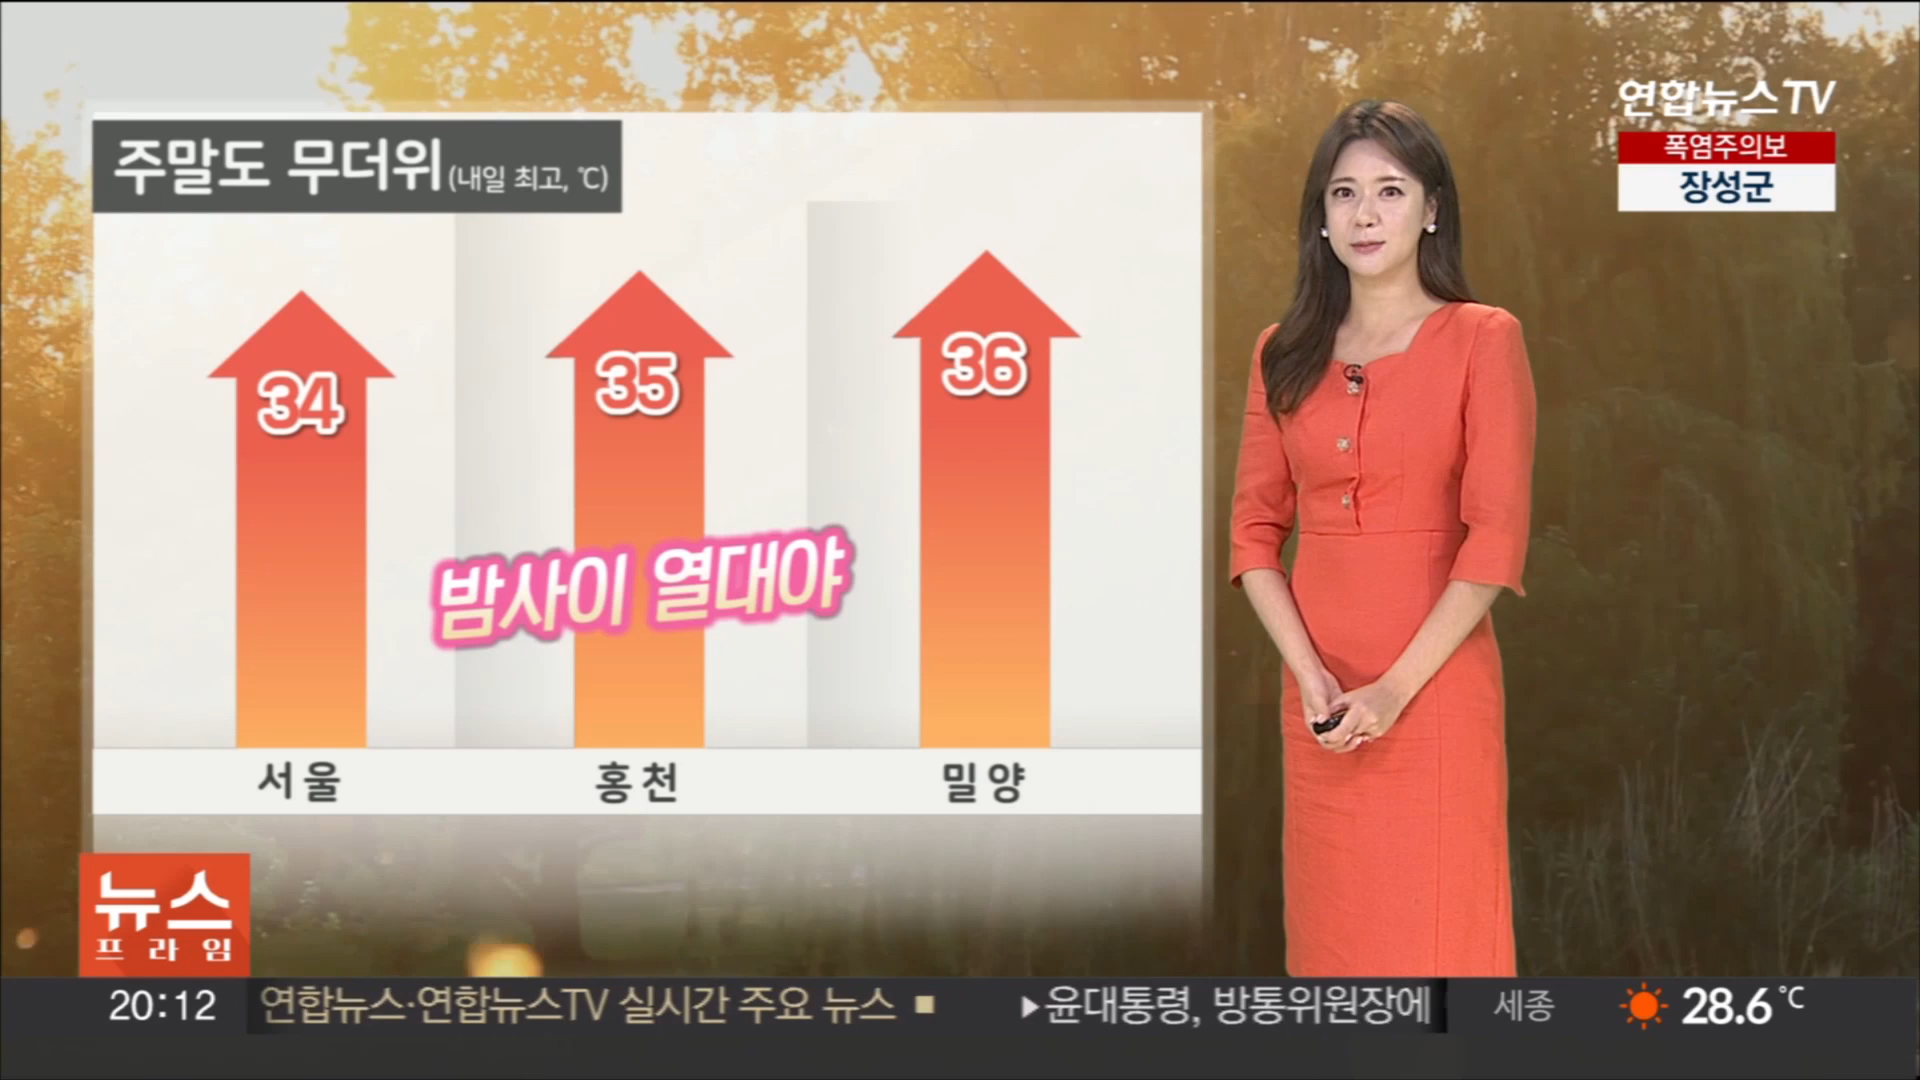 연합뉴스TV
폭염주의보
장성군
주말도 무더위(내일 최고, ℃)
34
35
36
밤사이 열대야
서울
홍천
밀양
뉴스
프라임
20:12
연합뉴스·연합뉴스TV 실시간 주요 뉴스 ■
▶윤대통령, 방통위원장에
세종
28.6℃